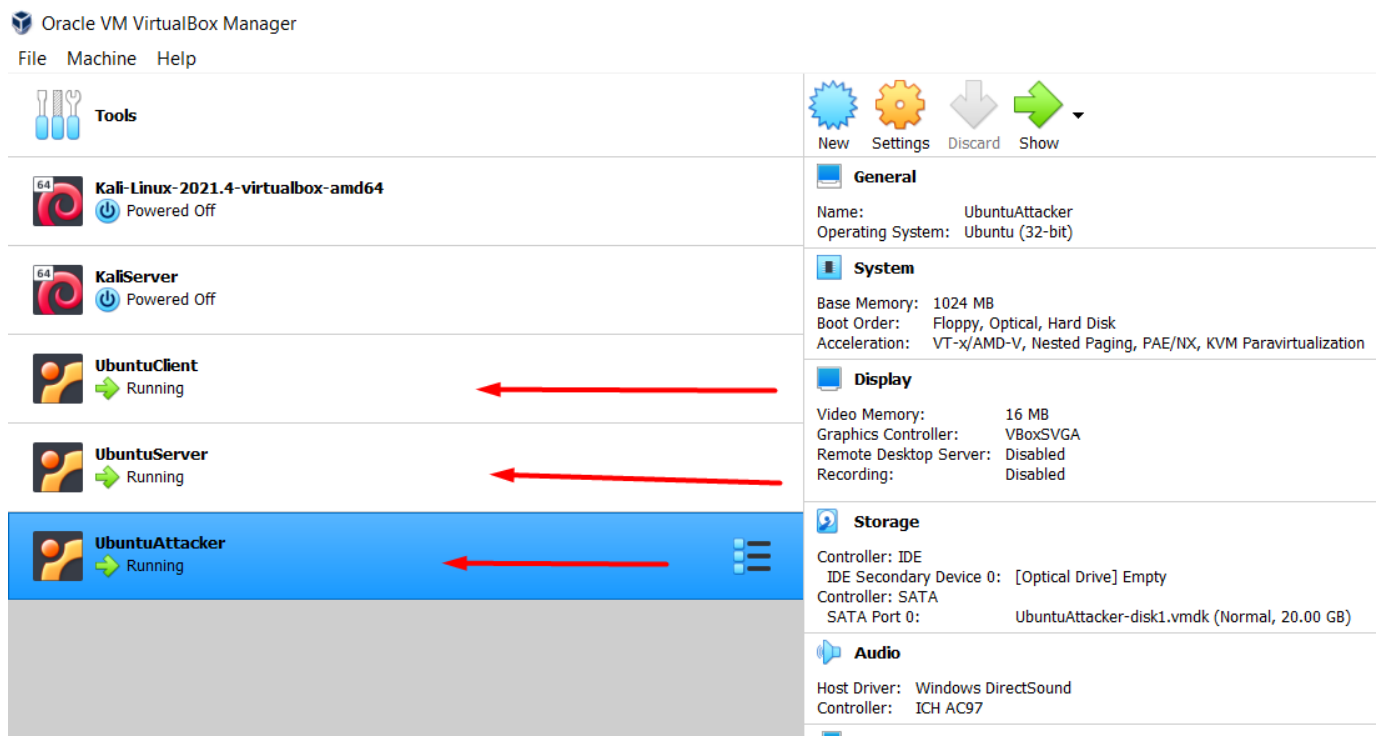 Oracle VM VirtualBox Manager
File Machine Help
Tools
64
Kali-Linux-2021.4-virtualbox-amd64
Powered Off
64
KaliServer
Powered Off
UbuntuClient
Running
UbuntuServer
Running
UbuntuAttacker
Running
New Settings Discard Show
General
Name: UbuntuAttacker
Operating System: Ubuntu (32-bit)
System
Base Memory: 1024 MB
Boot Order: Floppy, Optical, Hard Disk
Acceleration: VT-x/AMD-V, Nested Paging, PAE/NX, KVM Paravirtualization
Display
Video Memory: 16 MB
Graphics Controller: VBoxSVGA
Remote Desktop Server: Disabled
Recording: Disabled
Storage
Controller: IDE
IDE Secondary Device 0: [Optical Drive] Empty
Controller: SATA
SATA Port 0: UbuntuAttacker-disk1.vmdk (Normal, 20.00 GB)
Audio
Host Driver: Windows DirectSound
Controller: ICH AC97